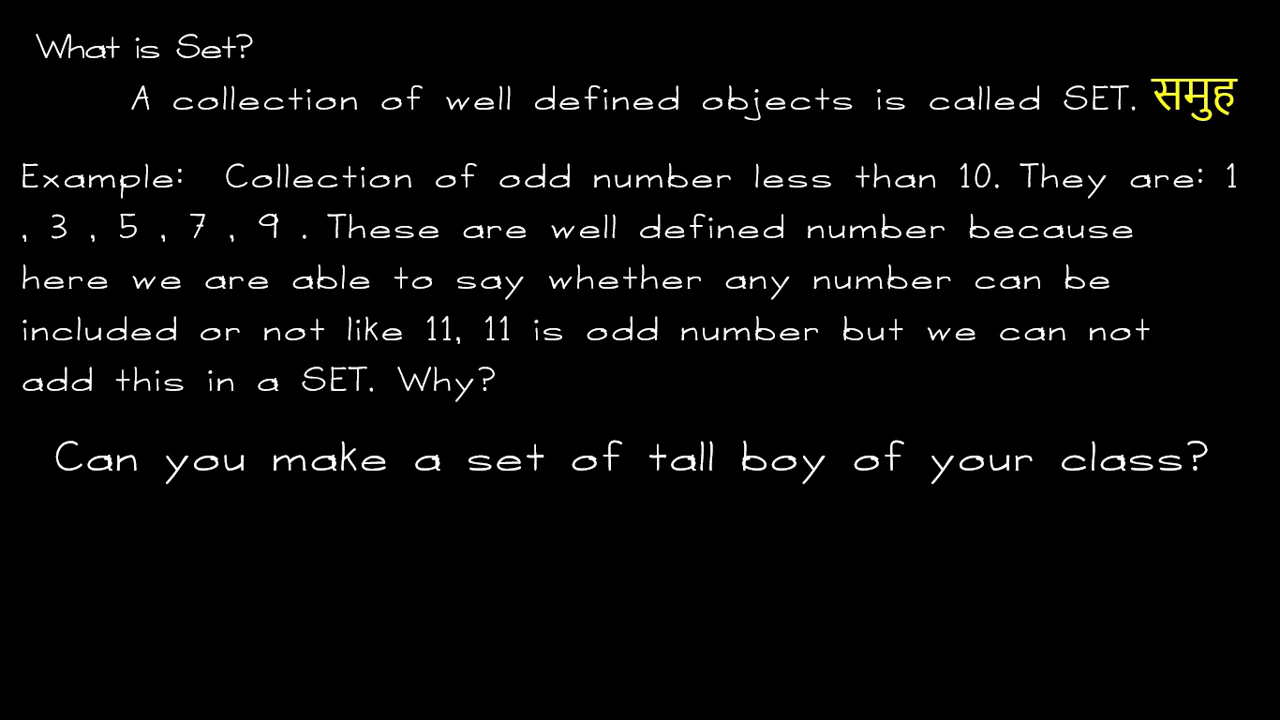 What is Set?
A collection of well defined objects is called SET. समुह
Example: Collection of odd number less than 10. They are: 1
, 3 , 5 , 7 , 9 . These are well defined number because
here we are able to say whether any number can be
included or not like 11, 11 is odd number but we can not
add this in a SET. Why?
Can you make a set of tall boy of your class?